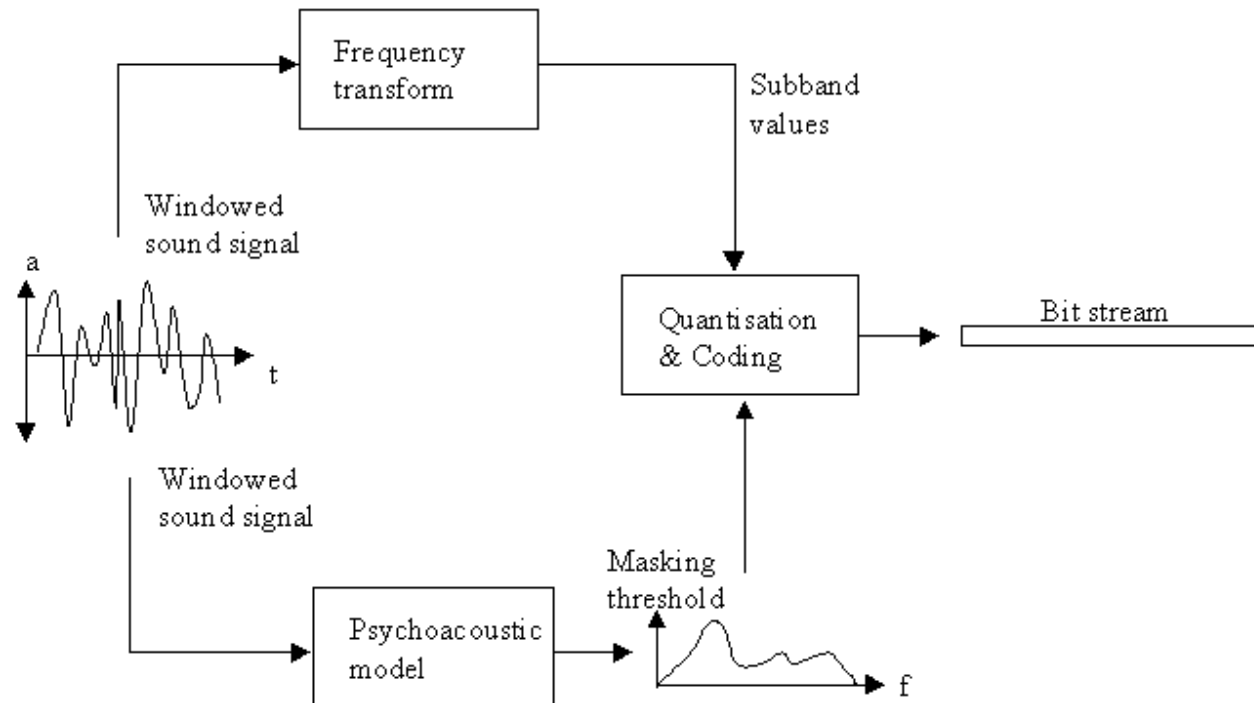 Frequency
transform
Subband
values
Windowed
sound signal
a
t
Quantisation
& Coding
Bit stream
Windowed
sound signal
Masking
threshold
Psychoacoustic
model
f